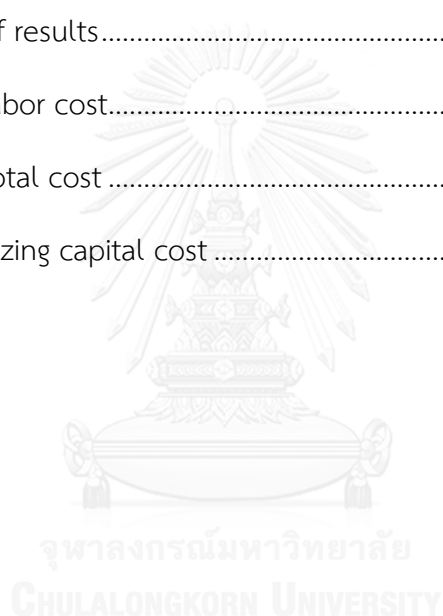 f results.......................................................
bor cost......................................................
otal cost ......................................................
zing capital cost .....................................
จุฬาลงกรณ์มหาวิทยาลัย
CHULALONGKORN UNIVERSITY